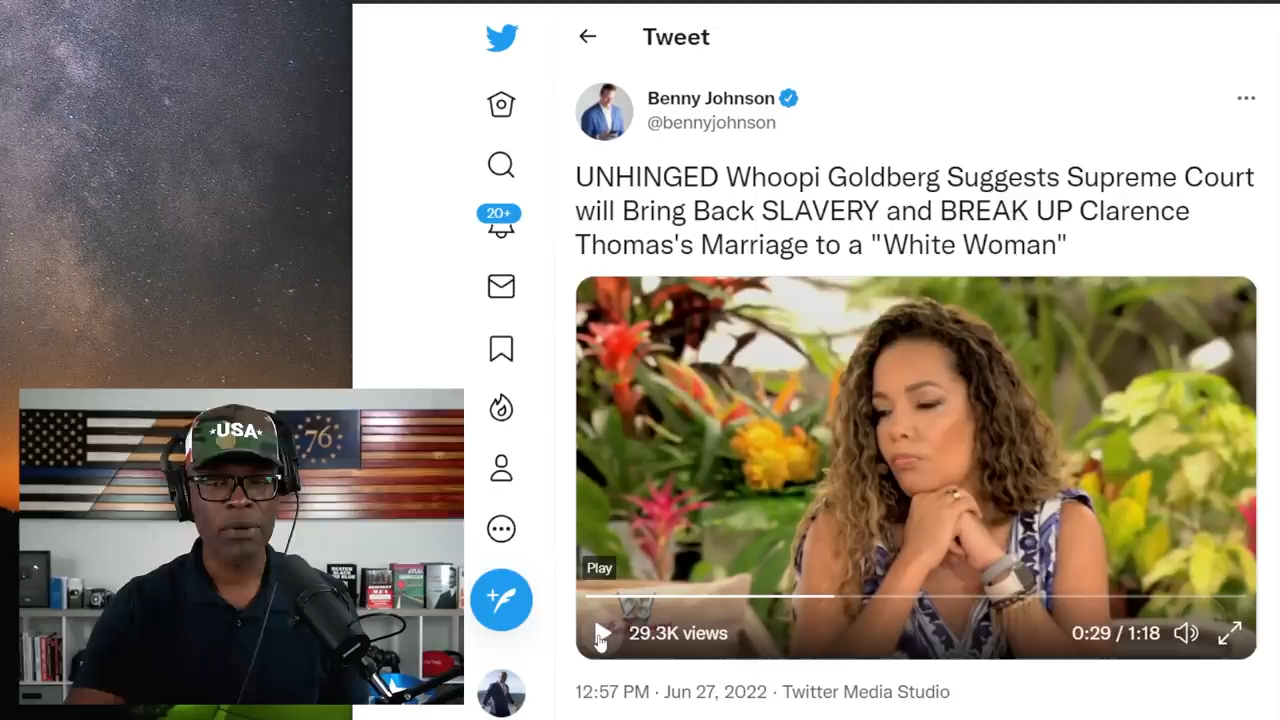 Tweet
Benny Johnson
@bennyjohnson
UNHINGED Whoopi Goldberg Suggests Supreme Court
will Bring Back SLAVERY and BREAK UP Clarence
Thomas's Marriage to a "White Woman"
20+
Play
29.3K views
0:29 / 1:18
12:57 PM · Jun 27, 2022 · Twitter Media Studio
USA
76